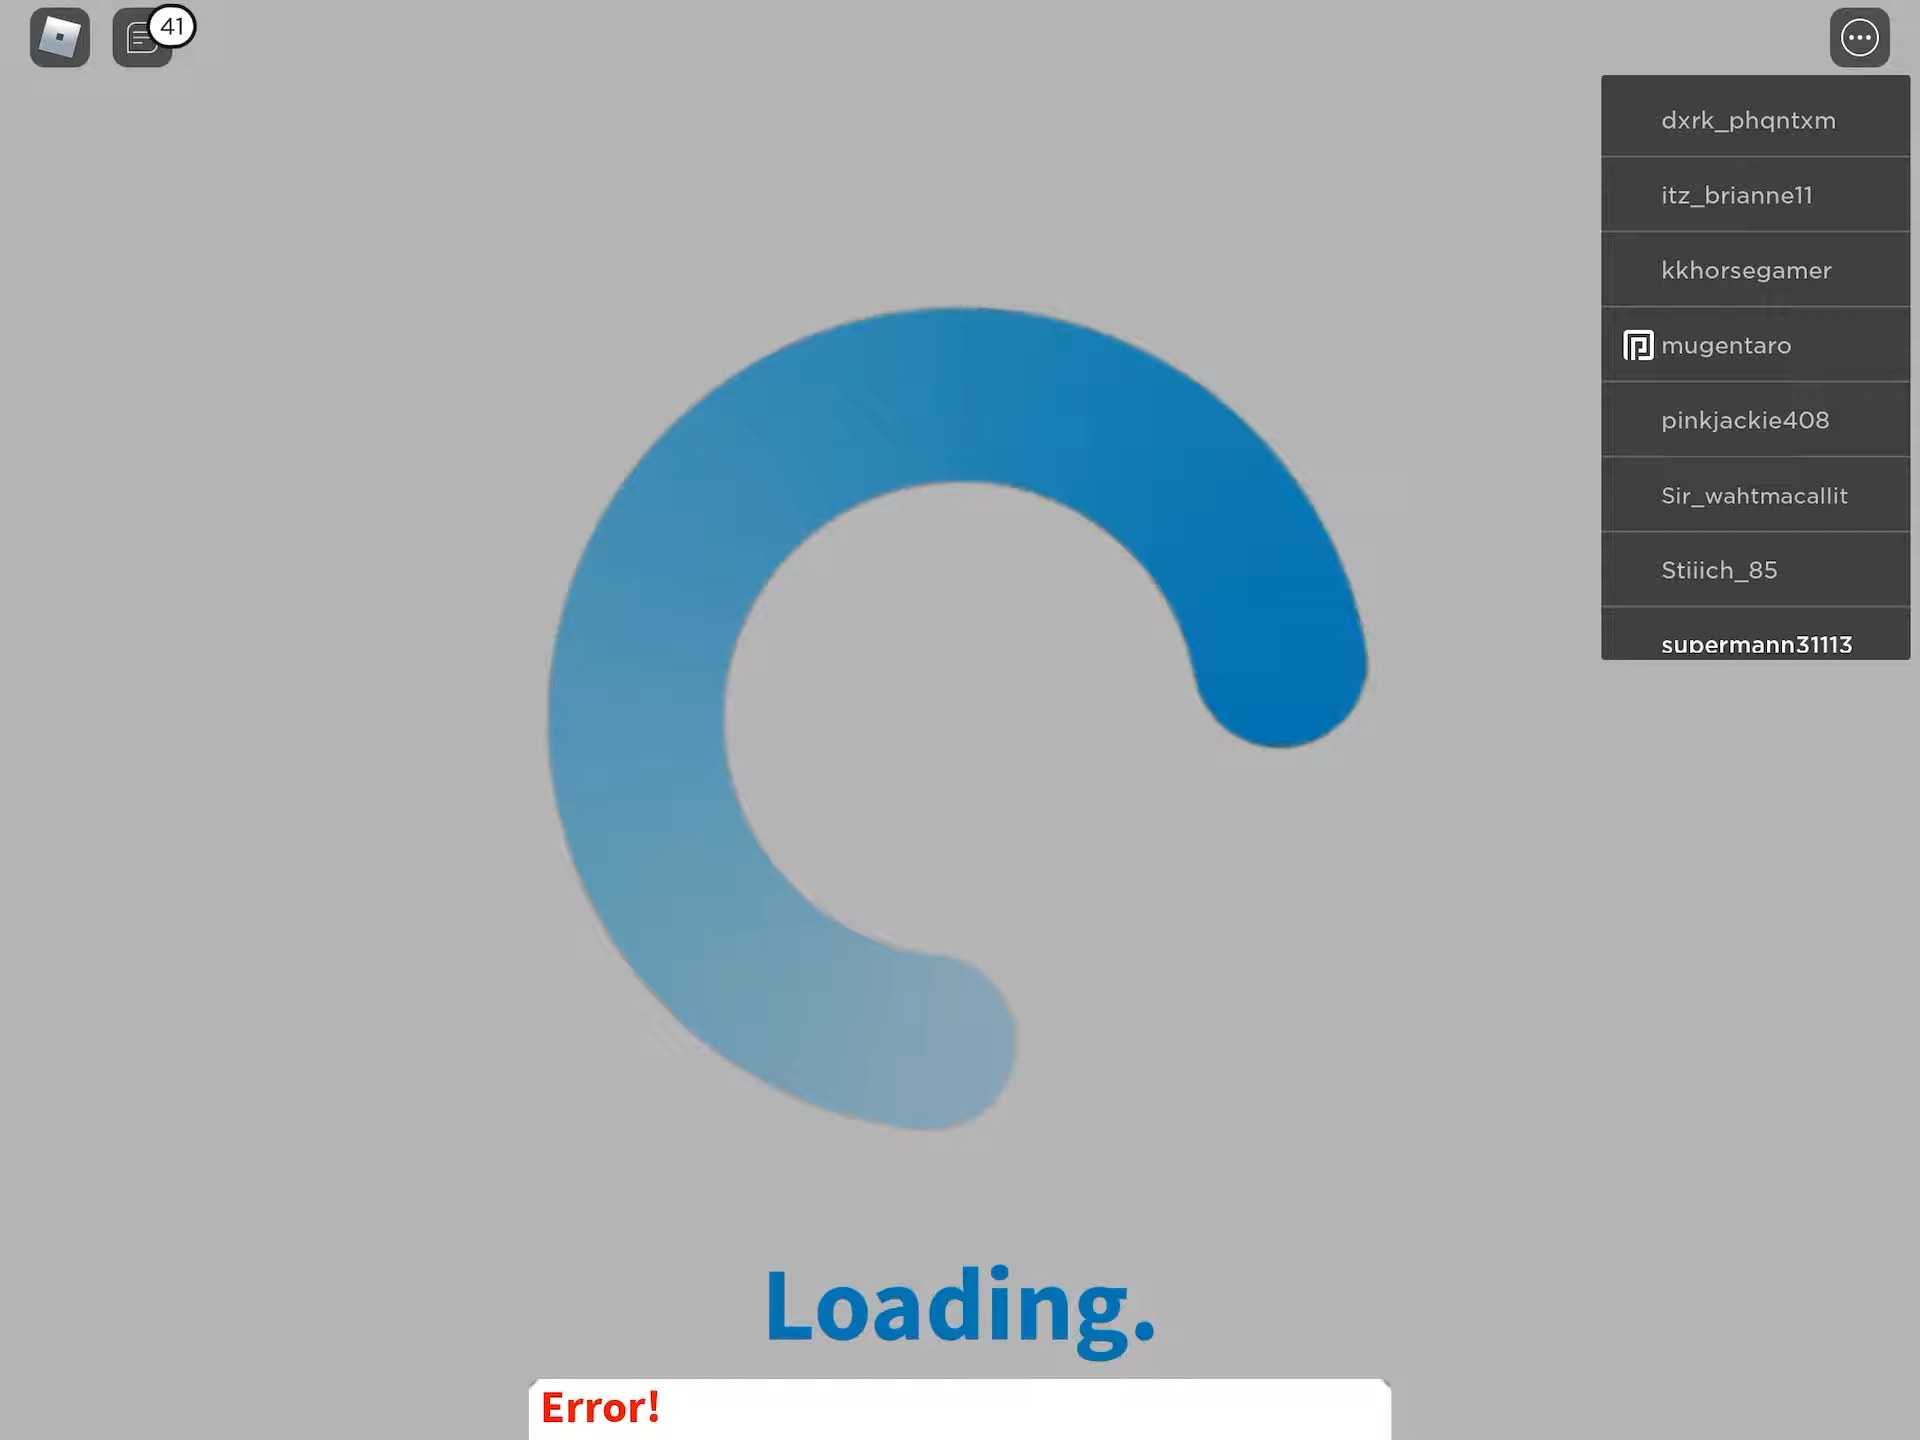 41
dxrk_phqntxm
itz_brianne11
kkhorsegamer
mugentaro
pinkjackie408
Sir_wahtmacallit
Stiiich_85
supermann31113
Loading.
Error!